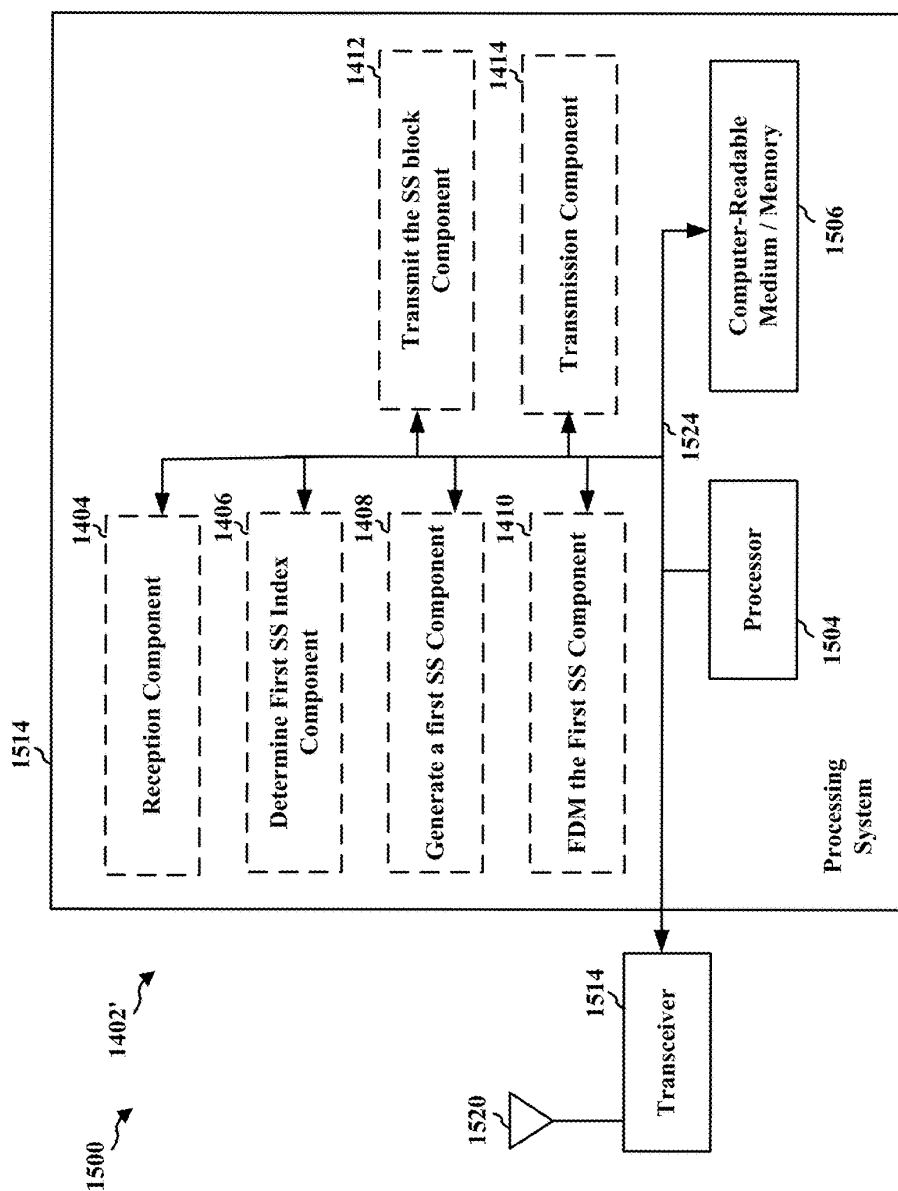 1500
1402'
1514
1404
Reception Component
1406
Determine First SS Index
Component
1408
Generate a first SS Component
1410
FDM the First SS Component
1412
Transmit the SS block
Component
1414
Transmission Component
1524
Processing
System
Processor
1504
Computer-Readable
Medium / Memory
1506
1520
1514
Transceiver